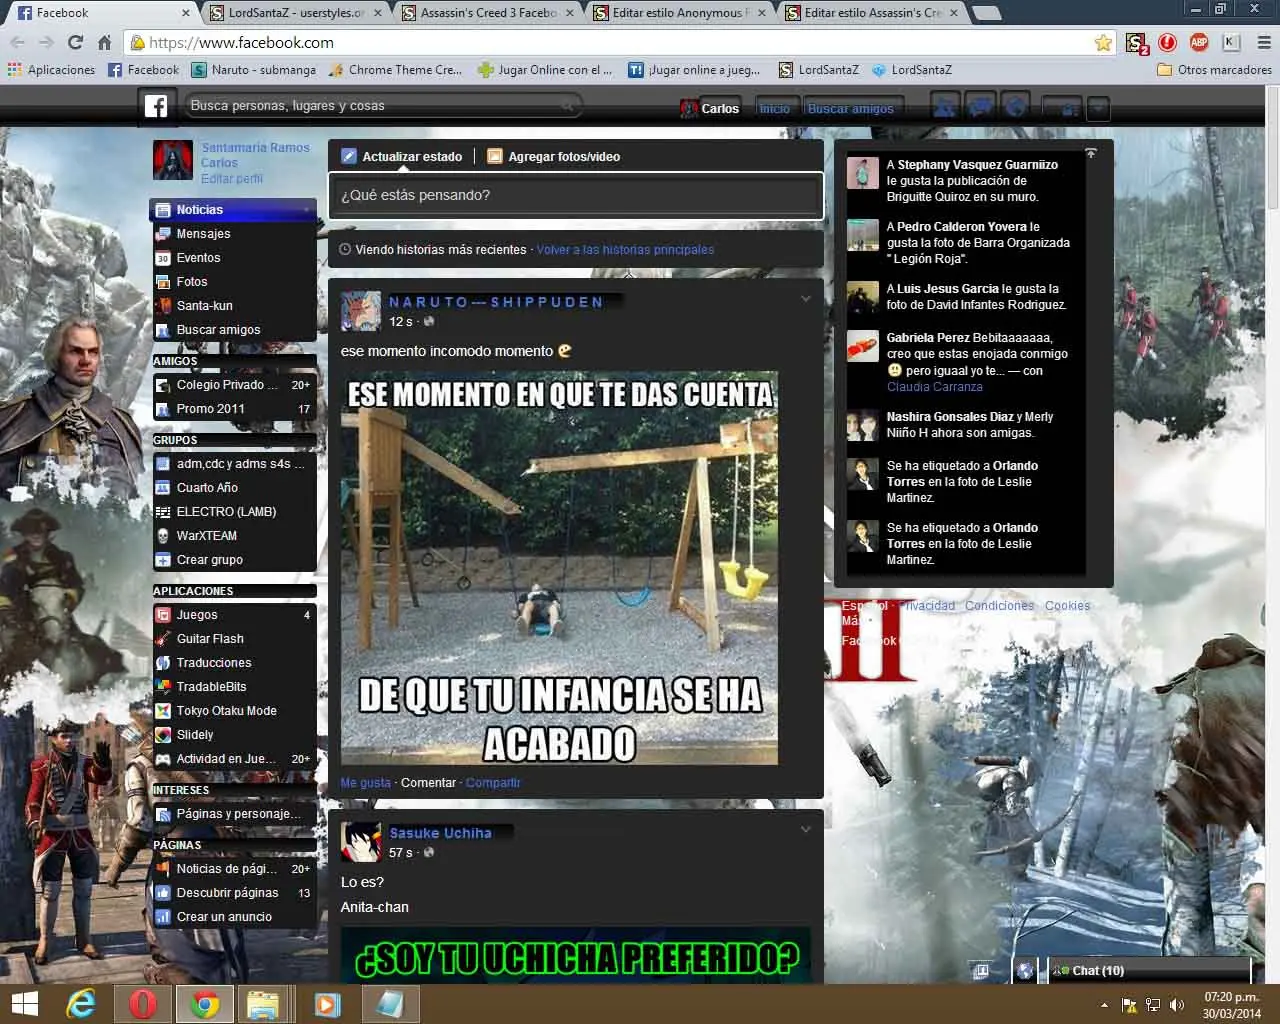 Facebook
LordSantaZ - userstyles.or
Assassin's Creed 3 Facebo
Editar estilo Anonymous F
Editar estilo Assassin's Cre
https://www.facebook.com
Aplicaciones
Facebook
Naruto - submanga
Chrome Theme Cre...
Jugar Online con el ...
¡Jugar online a jueg...
LordSantaZ
LordSantaZ
Otros marcadores
Busca personas, lugares y cosas
Carlos
Inicio
Buscar amigos
Santamaria Ramos
Carlos
Editar perfil
Noticias
Mensajes
Eventos
Fotos
Santa-kun
Buscar amigos
AMIGOS
Colegio Privado ... 20+
Promo 2011 17
GRUPOS
adm,cdc y adms s4s ...
Cuarto Año
ELECTRO (LAMB)
WarXTEAM
Crear grupo
APLICACIONES
Juegos 4
Guitar Flash
Traducciones
TradableBits
Tokyo Otaku Mode
Slidely
Actividad en Jue... 20+
INTERESES
Páginas y personaje...
PÁGINAS
Noticias de pági... 20+
Descubrir páginas 13
Crear un anuncio
Actualizar estado
Agregar fotos/video
¿Qué estás pensando?
Viendo historias más recientes · Volver a las historias principales
N A R U T O --- S H I P P U D E N
12 s ·
ese momento incomodo momento
ESE MOMENTO EN QUE TE DAS CUENTA
DE QUE TU INFANCIA SE HA
ACABADO
Me gusta · Comentar · Compartir
Sasuke Uchiha
57 s ·
Lo es?
Anita-chan
¿SOY TU UCHICHA PREFERIDO?
A Stephany Vasquez Guarniizo
le gusta la publicación de
Briguitte Quiroz en su muro.
A Pedro Calderon Yovera le
gusta la foto de Barra Organizada
" Legión Roja".
A Luis Jesus Garcia le gusta la
foto de David Infantes Rodriguez.
Gabriela Perez Bebitaaaaaaa,
creo que estas enojada conmigo
pero iguaal yo te... — con
Claudia Carranza
Nashira Gonsales Diaz y Merly
Niiño H ahora son amigas.
Se ha etiquetado a Orlando
Torres en la foto de Leslie
Martinez.
Se ha etiquetado a Orlando
Torres en la foto de Leslie
Martinez.
Español · Privacidad · Condiciones · Cookies ·
Más
Facebook
Chat (10)
07:20 p.m.
30/03/2014